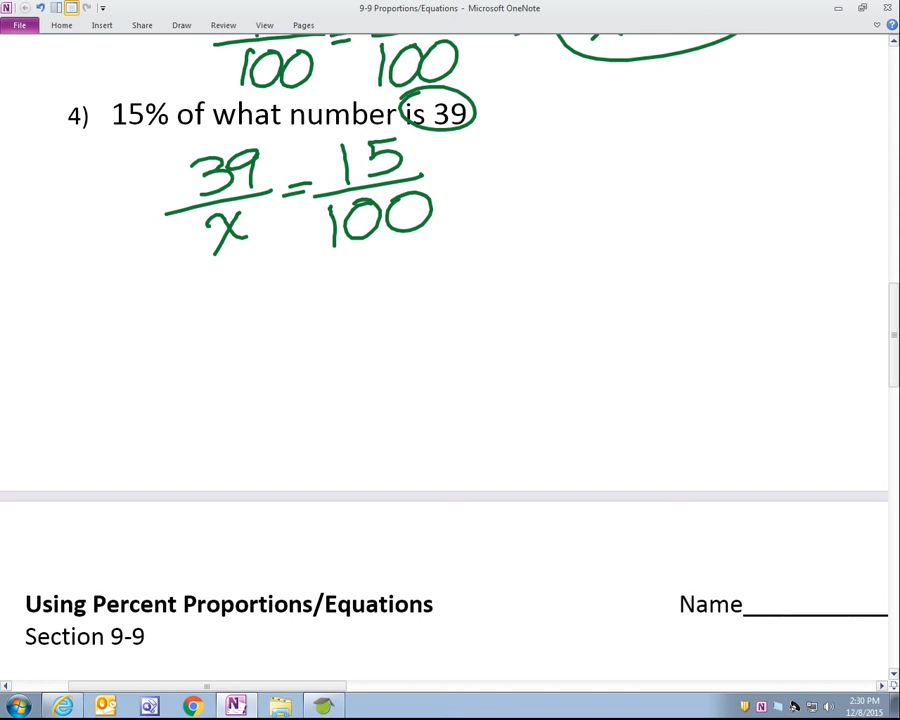 9-9 Proportions/Equations - Microsoft OneNote
File Home Insert Share Draw Review View Pages
100 = 100
4) 15% of what number is 39
39 = 15
x 100
Using Percent Proportions/Equations Name
Section 9-9
2:30 PM
12/8/2015